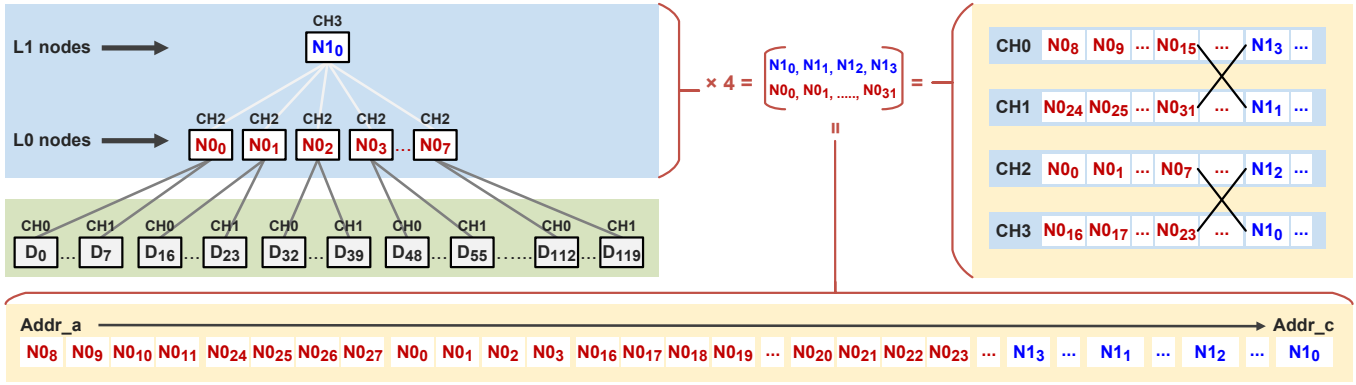 CH3
L1 nodes
N1₀
CH2 CH2 CH2 CH2 CH2
L0 nodes
N0₀ N0₁ N0₂ N0₃ ... N0₇
CH0 CH1 CH0 CH1 CH0 CH1 CH0 CH1 CH0 CH1
D₀ ... D₇ D₁₆ ... D₂₃ D₃₂ ... D₃₉ D₄₈ ... D₅₅ ...... D₁₁₂ ... D₁₁₉
× 4 =
N1₀, N1₁, N1₂, N1₃
N0₀, N0₁, ....., N0₃₁
=
=
CH0 N0₈ N0₉ ... N0₁₅ ... N1₃ ...
CH1 N0₂₄ N0₂₅ ... N0₃₁ ... N1₁ ...
CH2 N0₀ N0₁ ... N0₇ ... N1₂ ...
CH3 N0₁₆ N0₁₇ ... N0₂₃ ... N1₀ ...
Addr_a Addr_c
N0₈ N0₉ N0₁₀ N0₁₁ N0₂₄ N0₂₅ N0₂₆ N0₂₇ N0₀ N0₁ N0₂ N0₃ N0₁₆ N0₁₇ N0₁₈ N0₁₉ ... N0₂₀ N0₂₁ N0₂₂ N0₂₃ ... N1₃ ... N1₁ ... N1₂ ... N1₀